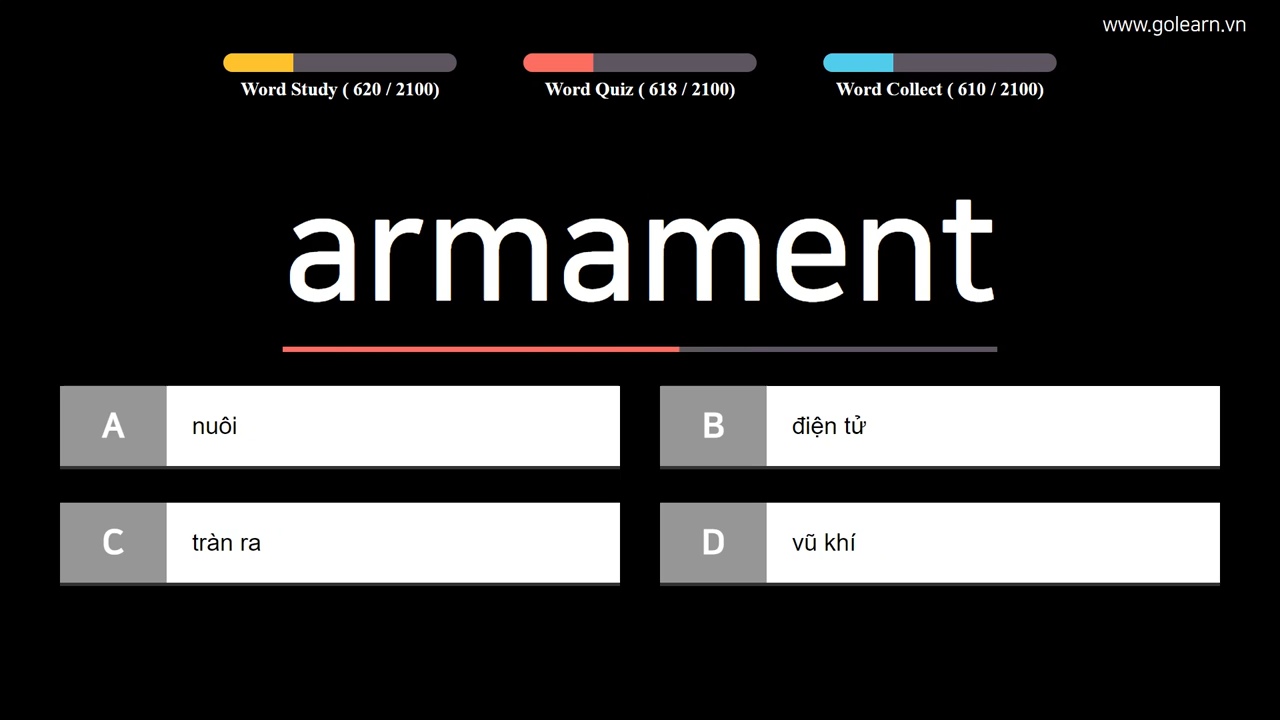 www.golearn.vn
Word Study ( 620 / 2100)
Word Quiz ( 618 / 2100)
Word Collect ( 610 / 2100)
armament
A nuôi
B điện tử
C tràn ra
D vũ khí